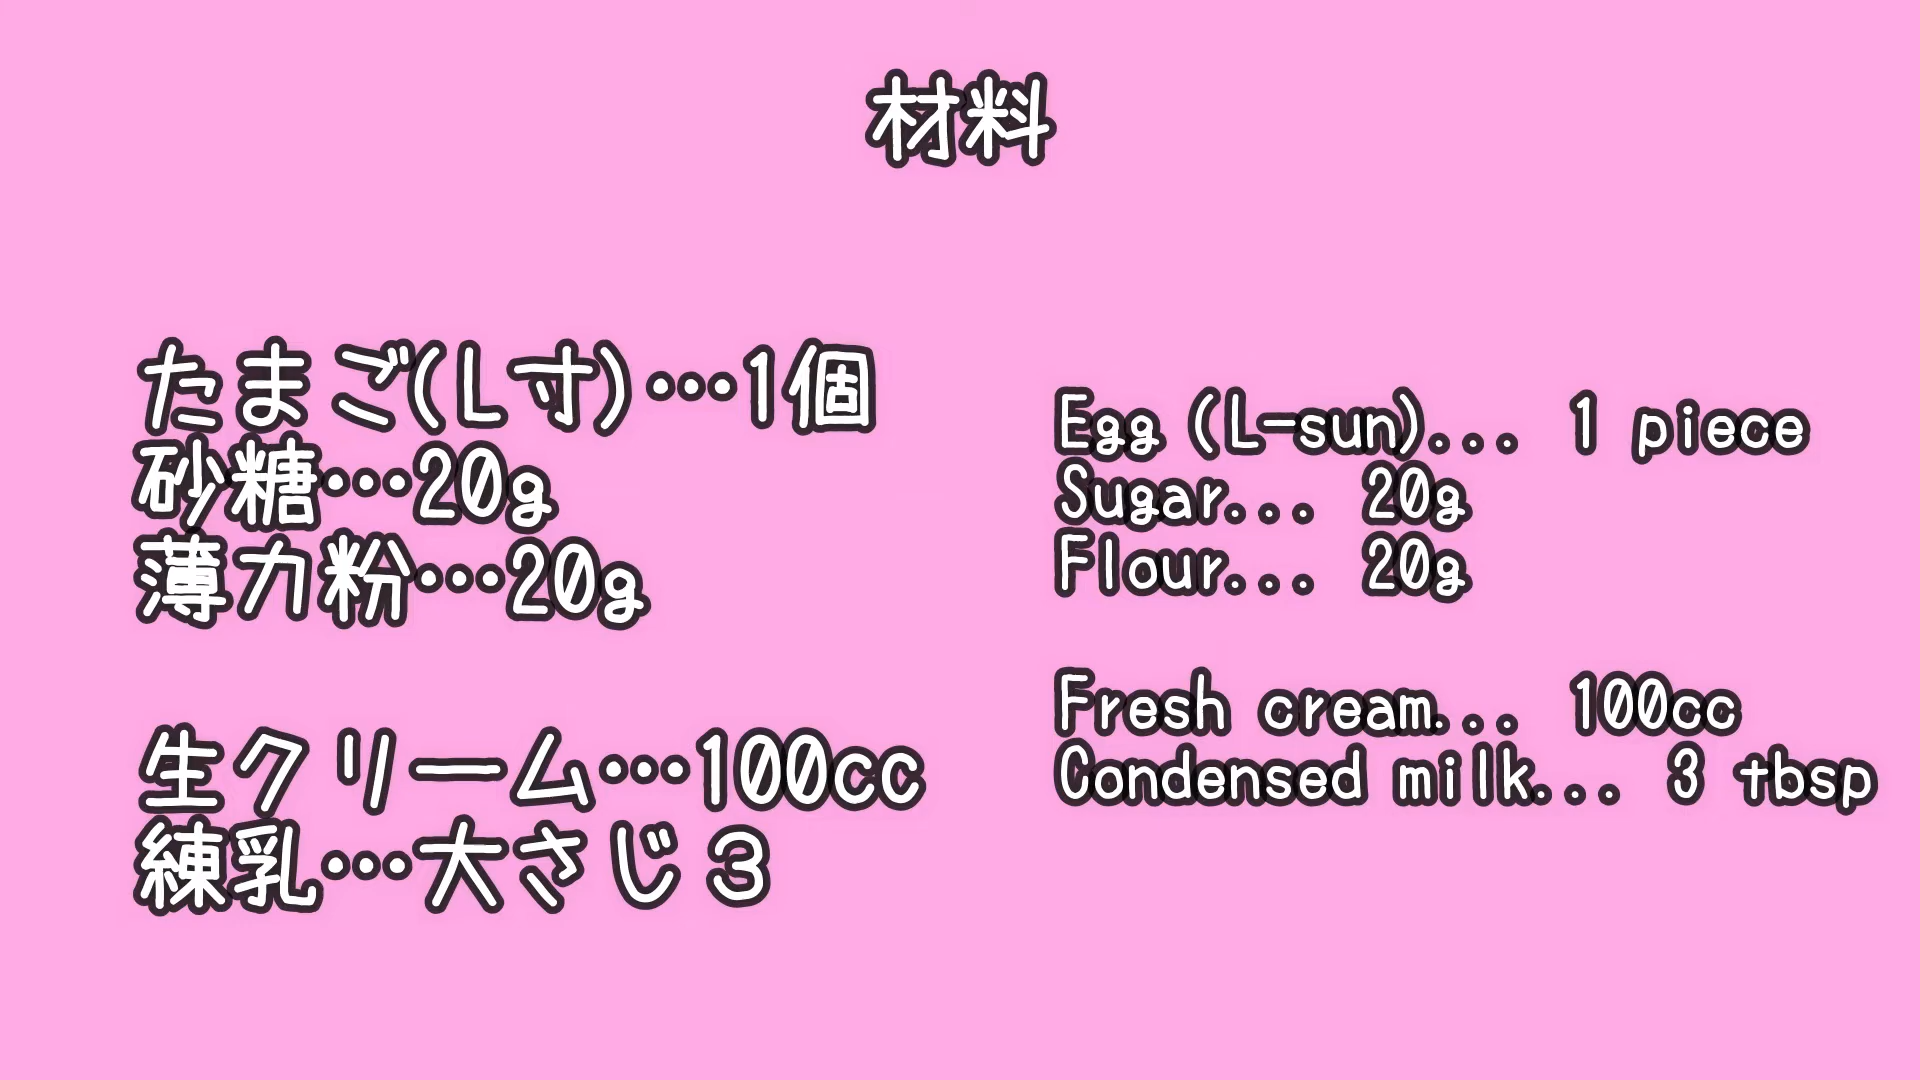 材料
たまご(L寸)…1個
砂糖…20g
薄力粉…20g
生クリーム…100cc
練乳…大さじ３
Egg (L-sun)... 1 piece
Sugar... 20g
Flour... 20g
Fresh cream... 100cc
Condensed milk... 3 tbsp